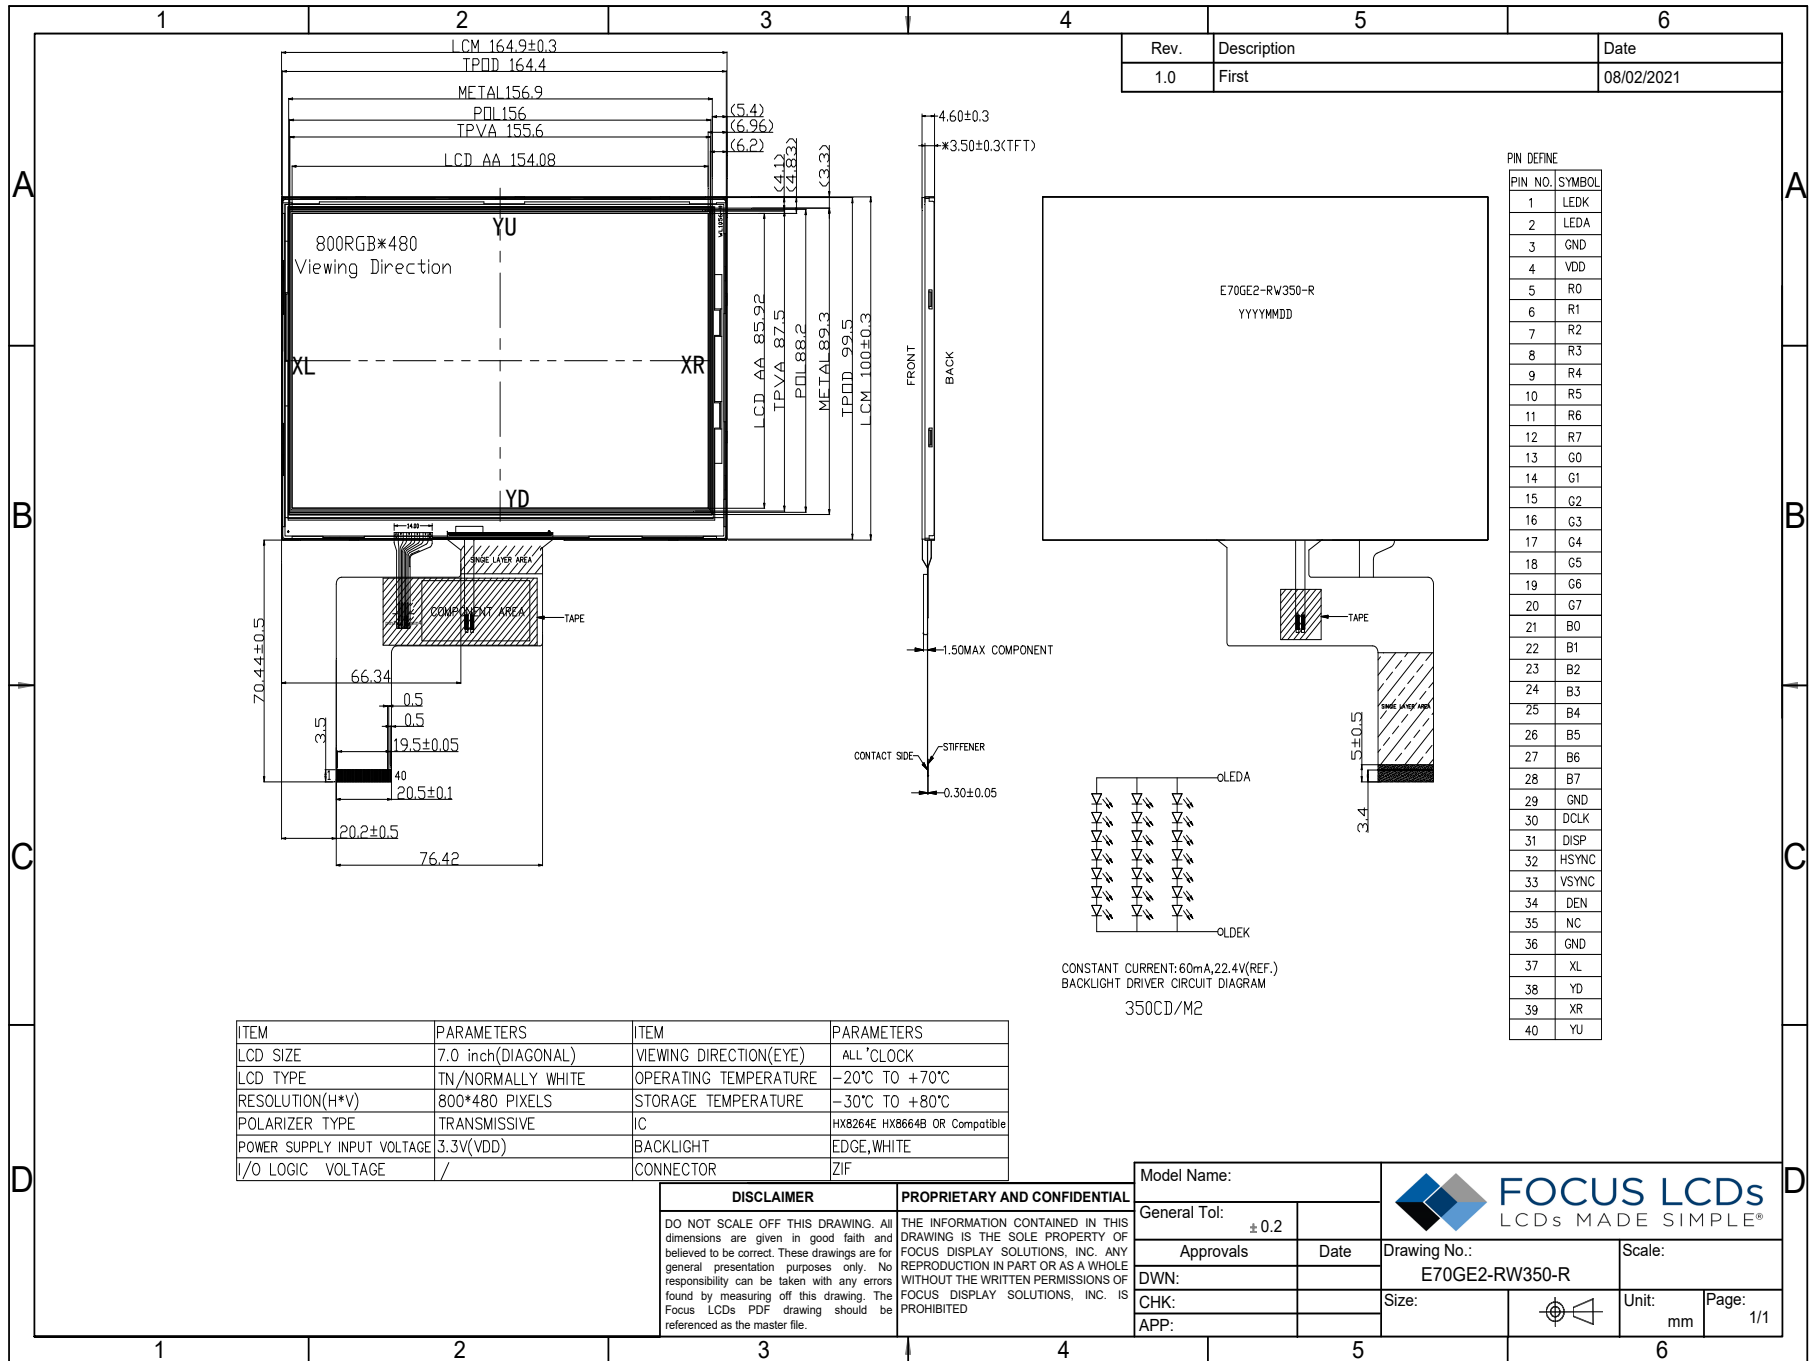 1 2 3 4 5 6
A
B
C
D
A
B
C
D
1 2 3 4 5 6
Rev. Description Date
1.0 First 08/02/2021
LCM 164.9±0.3
TPOD 164.4
METAL156.9
POL156
TPVA 155.6
LCD AA 154.08
(5.4)
(6.96)
(6.2)
(4.1)
(4.83)
(3.3)
YU
800RGB*480
Viewing Direction
XL
XR
YD
LCD AA 85.92
TPVA 87.5
POL88.2
METAL89.3
TPOD 99.5
LCM 100±0.3
14.00
SINGLE LAYER AREA
COMPONENT AREA
TAPE
70.44±0.5
66.34
0.5
0.5
3.5
19.5±0.05
1
40
20.5±0.1
20.2±0.5
76.42
4.60±0.3
*3.50±0.3(TFT)
FRONT
BACK
1.50MAX COMPONENT
CONTACT SIDE
STIFFENER
0.30±0.05
E70GE2-RW350-R
YYYYMMDD
TAPE
SINGE LAYER AREA
5±0.5
3.4
LEDA
LDEK
CONSTANT CURRENT:60mA,22.4V(REF.)
BACKLIGHT DRIVER CIRCUIT DIAGRAM
350CD/M2
PIN DEFINE
PIN NO. SYMBOL
1 LEDK
2 LEDA
3 GND
4 VDD
5 R0
6 R1
7 R2
8 R3
9 R4
10 R5
11 R6
12 R7
13 G0
14 G1
15 G2
16 G3
17 G4
18 G5
19 G6
20 G7
21 B0
22 B1
23 B2
24 B3
25 B4
26 B5
27 B6
28 B7
29 GND
30 DCLK
31 DISP
32 HSYNC
33 VSYNC
34 DEN
35 NC
36 GND
37 XL
38 YD
39 XR
40 YU
ITEM PARAMETERS ITEM PARAMETERS
LCD SIZE 7.0 inch(DIAGONAL) VIEWING DIRECTION(EYE) ALL 'CLOCK
LCD TYPE TN/NORMALLY WHITE OPERATING TEMPERATURE -20°C TO +70°C
RESOLUTION(H*V) 800*480 PIXELS STORAGE TEMPERATURE -30°C TO +80°C
POLARIZER TYPE TRANSMISSIVE IC HX8264E HX8664B OR Compatible
POWER SUPPLY INPUT VOLTAGE 3.3V(VDD) BACKLIGHT EDGE,WHITE
I/O LOGIC VOLTAGE / CONNECTOR ZIF
DISCLAIMER
DO NOT SCALE OFF THIS DRAWING. All
dimensions are given in good faith and
believed to be correct. These drawings are for
general presentation purposes only. No
responsibility can be taken with any errors
found by measuring off this drawing. The
Focus LCDs PDF drawing should be
referenced as the master file.
PROPRIETARY AND CONFIDENTIAL
THE INFORMATION CONTAINED IN THIS
DRAWING IS THE SOLE PROPERTY OF
FOCUS DISPLAY SOLUTIONS, INC. ANY
REPRODUCTION IN PART OR AS A WHOLE
WITHOUT THE WRITTEN PERMISSIONS OF
FOCUS DISPLAY SOLUTIONS, INC. IS
PROHIBITED
Model Name:
General Tol:
±0.2
Approvals Date
DWN:
CHK:
APP:
FOCUS LCDs
LCDs MADE SIMPLE®
Drawing No.:
E70GE2-RW350-R
Scale:
Size:
Unit:
mm
Page:
1/1